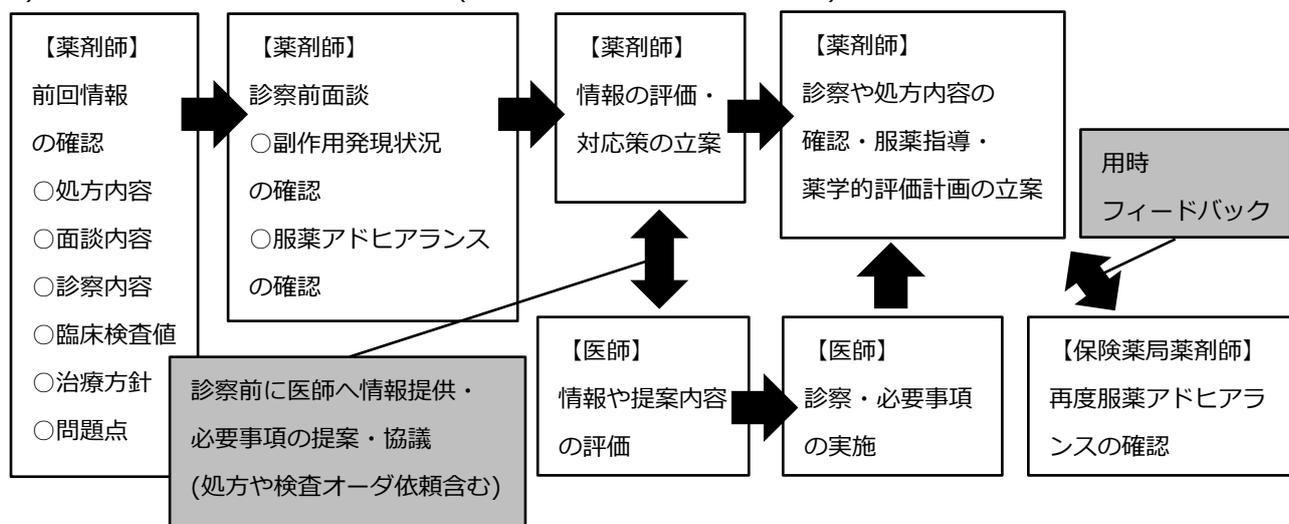 【薬剤師】
前回情報
の確認
○処方内容
○面談内容
○診察内容
○臨床検査値
○治療方針
○問題点
【薬剤師】
診察前面談
○副作用発現状況
の確認
○服薬アドヒアランス
の確認
【薬剤師】
情報の評価・
対応策の立案
【薬剤師】
診察や処方内容の
確認・服薬指導・
薬学的評価計画の立案
用時
フィードバック
診察前に医師へ情報提供・
必要事項の提案・協議
(処方や検査オーダ依頼含む)
【医師】
情報や提案内容
の評価
【医師】
診察・必要事項
の実施
【保険薬局薬剤師】
再度服薬アドヒアラ
ンスの確認